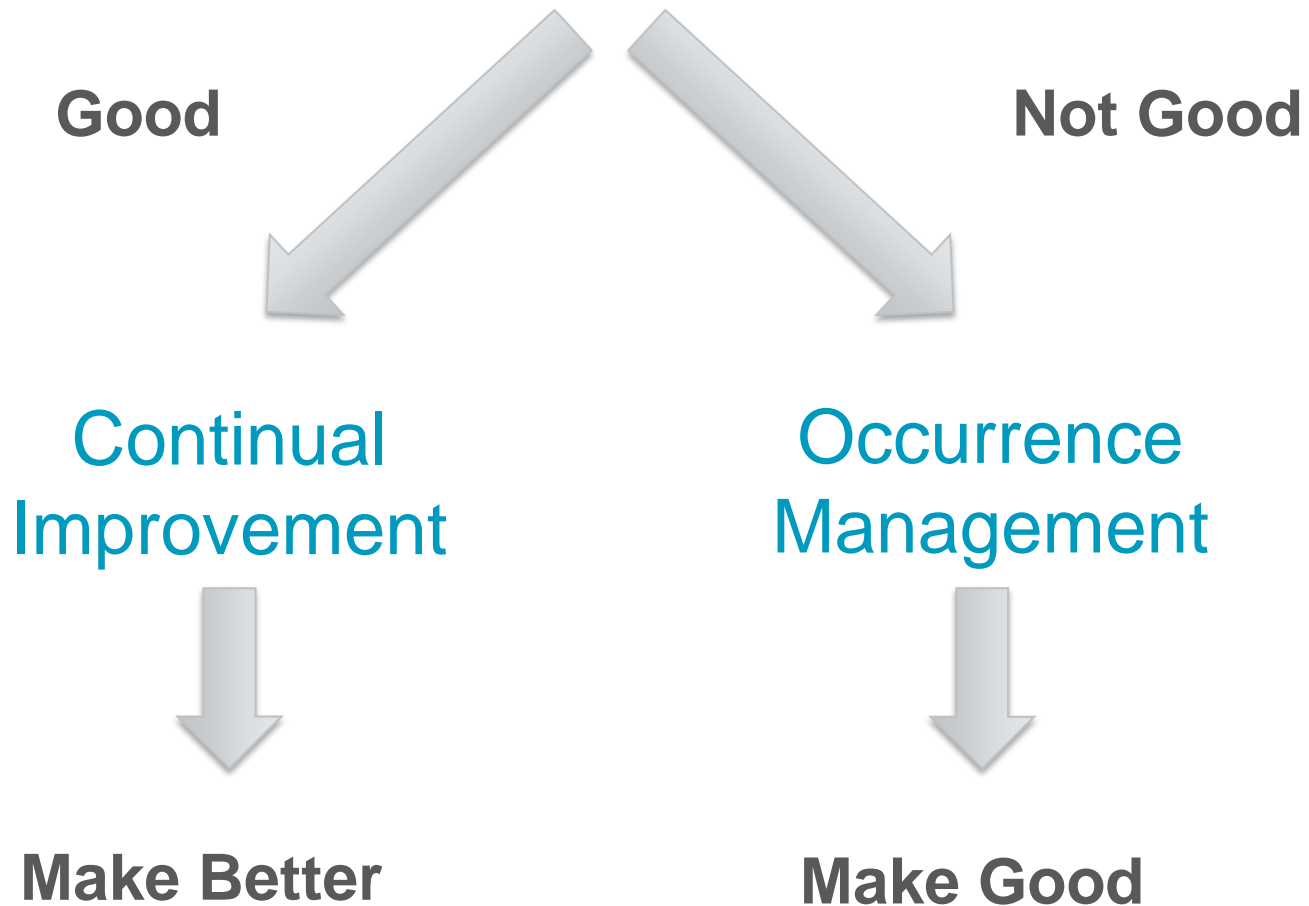 Good
Not Good
Continual
Improvement
Occurrence
Management
Make Better
Make Good